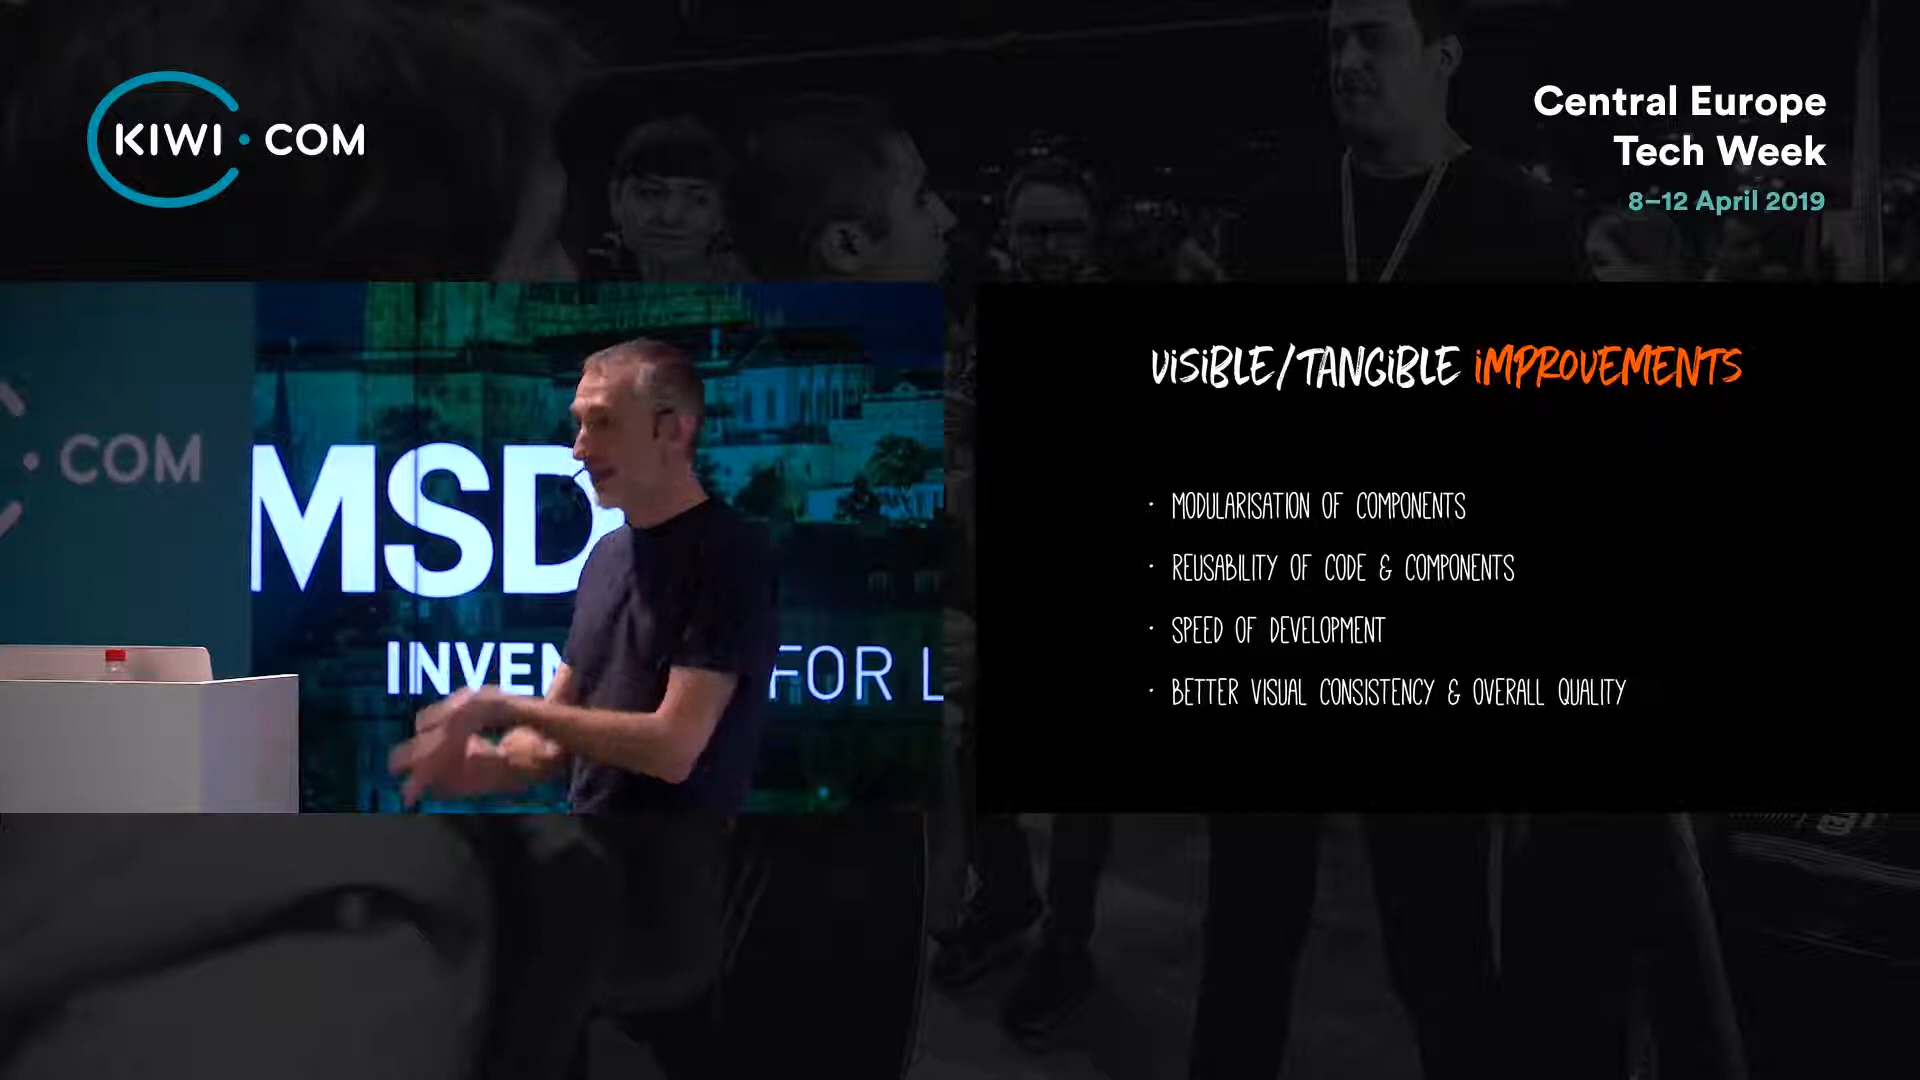 KIWI.COM
Central Europe
Tech Week
8–12 April 2019
COM
MSD
FOR
VISIBLE/TANGIBLE IMPROVEMENTS
· MODULARISATION OF COMPONENTS
· REUSABILITY OF CODE & COMPONENTS
· SPEED OF DEVELOPMENT
· BETTER VISUAL CONSISTENCY & OVERALL QUALITY